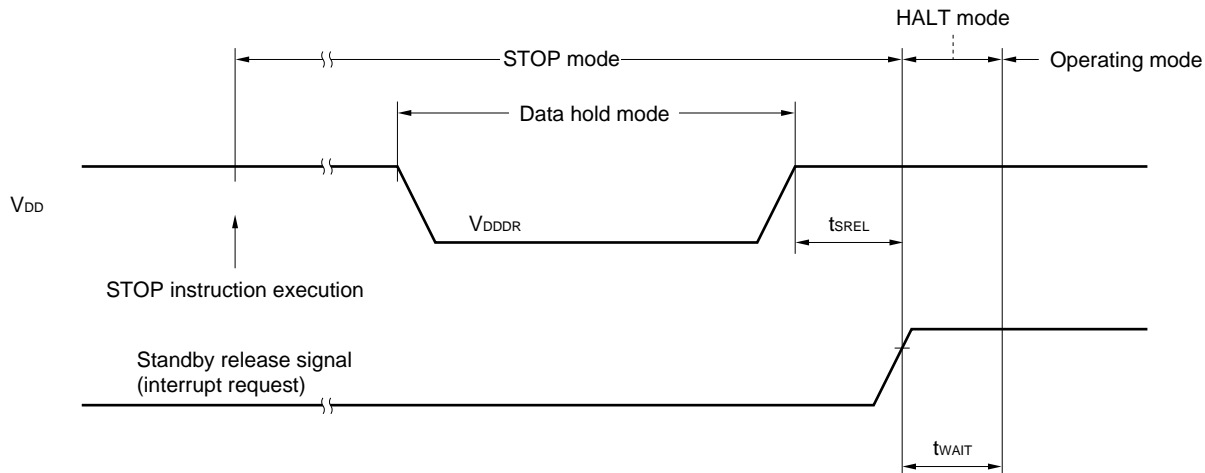 HALT mode
STOP mode
Operating mode
Data hold mode
VDD
VDDDR
tSREL
STOP instruction execution
Standby release signal
(interrupt request)
tWAIT